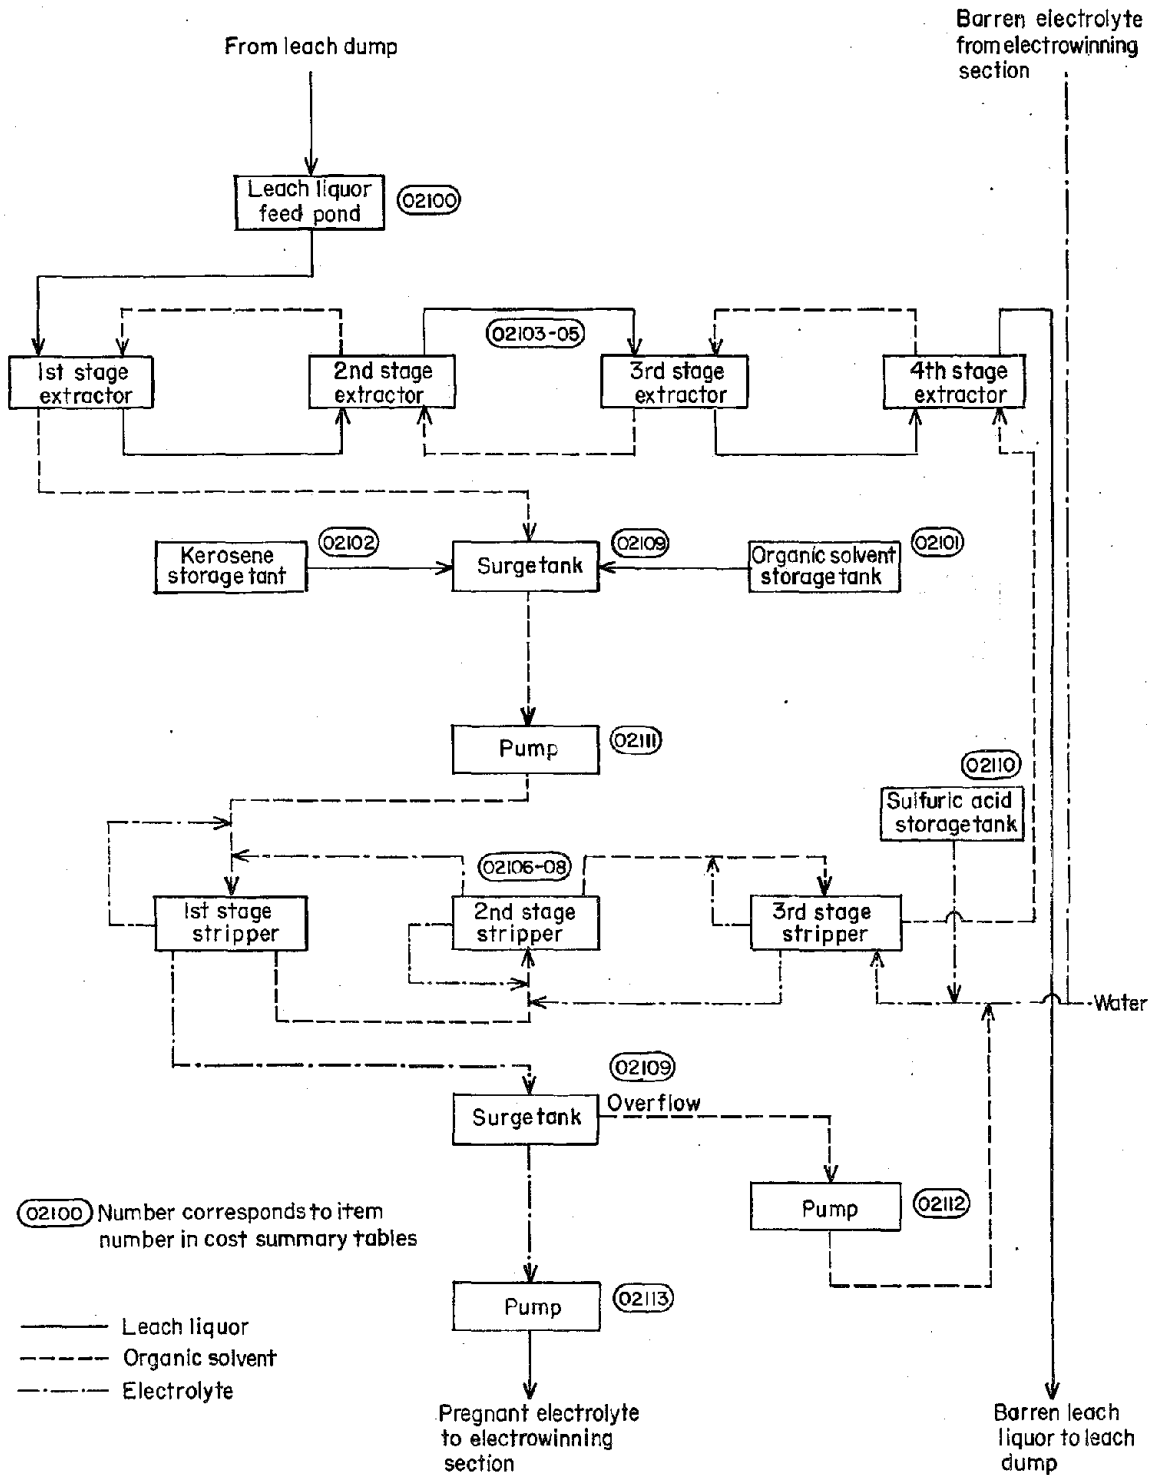 Barren electrolyte
from electrowinning
section
From leach dump
Leach liquor
feed pond
02100
02103-05
1st stage
extractor
2nd stage
extractor
3rd stage
extractor
4th stage
extractor
02102
02109
02101
Kerosene
storage tant
Surge tank
Organic solvent
storage tank
Pump
02111
02110
Sulfuric acid
storage tank
02106-08
1st stage
stripper
2nd stage
stripper
3rd stage
stripper
Water
02109
Surge tank
Overflow
Pump
02112
02100 Number corresponds to item
number in cost summary tables
Pump
02113
Leach liquor
Organic solvent
Electrolyte
Pregnant electrolyte
to electrowinning
section
Barren leach
liquor to leach
dump